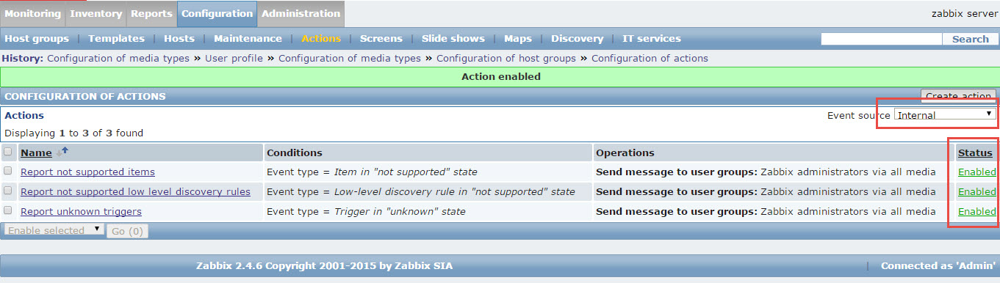 Monitoring Inventory Reports Configuration Administration zabbix server
Host groups | Templates | Hosts | Maintenance | Actions | Screens | Slide shows | Maps | Discovery | IT services Search
History: Configuration of media types » User profile » Configuration of media types » Configuration of host groups » Configuration of actions
Action enabled
CONFIGURATION OF ACTIONS Create action
Actions Event source Internal
Displaying 1 to 3 of 3 found
Name Conditions Operations Status
Report not supported items Event type = Item in "not supported" state Send message to user groups: Zabbix administrators via all media Enabled
Report not supported low level discovery rules Event type = Low-level discovery rule in "not supported" state Send message to user groups: Zabbix administrators via all media Enabled
Report unknown triggers Event type = Trigger in "unknown" state Send message to user groups: Zabbix administrators via all media Enabled
Enable selected Go (0)
Zabbix 2.4.6 Copyright 2001-2015 by Zabbix SIA | Connected as 'Admin'